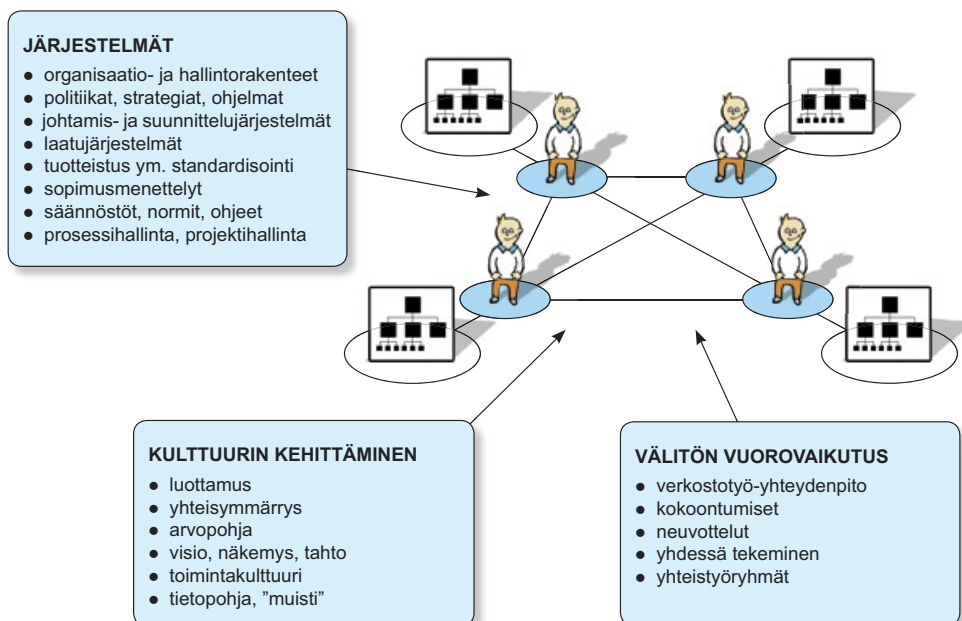 JÄRJESTELMÄT
● organisaatio- ja hallintorakenteet
● politiikat, strategiat, ohjelmat
● johtamis- ja suunnittelujärjestelmät
● laatujärjestelmät
● tuotteistus ym. standardisointi
● sopimusmenettelyt
● säännöstöt, normit, ohjeet
● prosessihallinta, projektihallinta
KULTTUURIN KEHITTÄMINEN
● luottamus
● yhteisymmärrys
● arvopohja
● visio, näkemys, tahto
● toimintakulttuuri
● tietopohja, ”muisti”
VÄLITÖN VUOROVAIKUTUS
● verkostotyö-yhteydenpito
● kokoontumiset
● neuvottelut
● yhdessä tekeminen
● yhteistyöryhmät